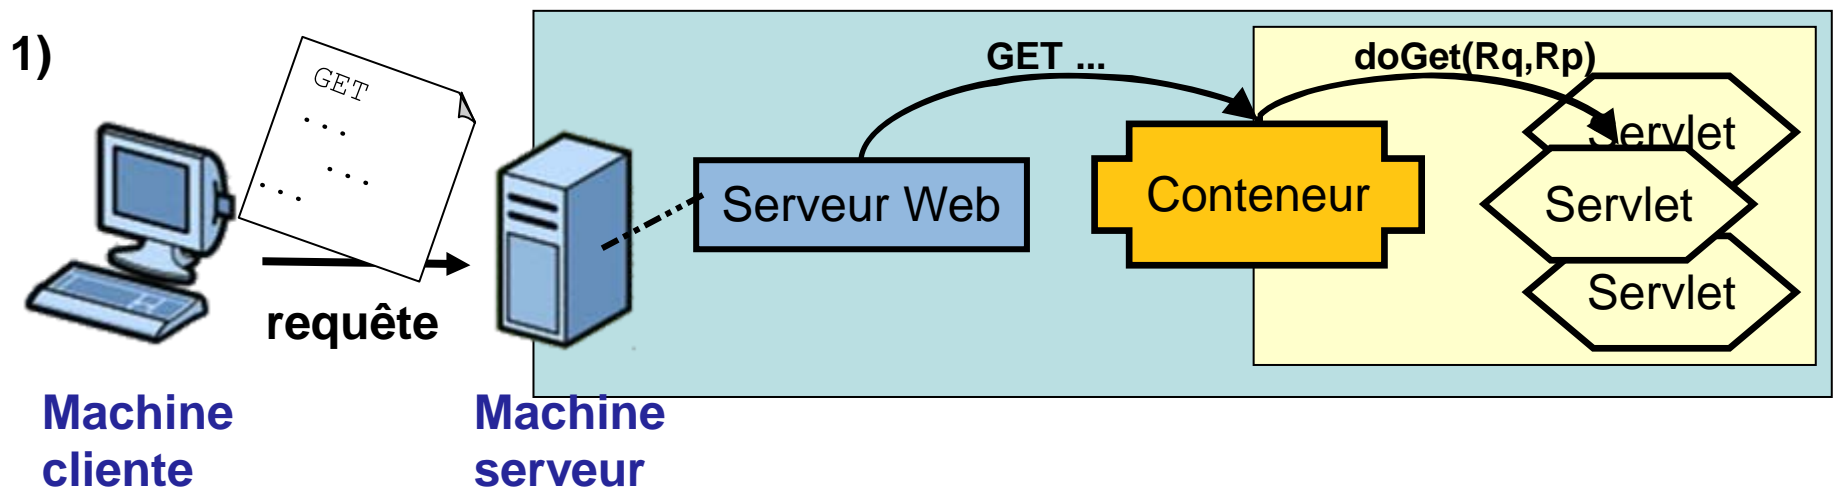 1)
GET
...
...
...
requête
Machine
cliente
Machine
serveur
Serveur Web
GET ...
Conteneur
doGet(Rq,Rp)
Servlet
Servlet
Servlet